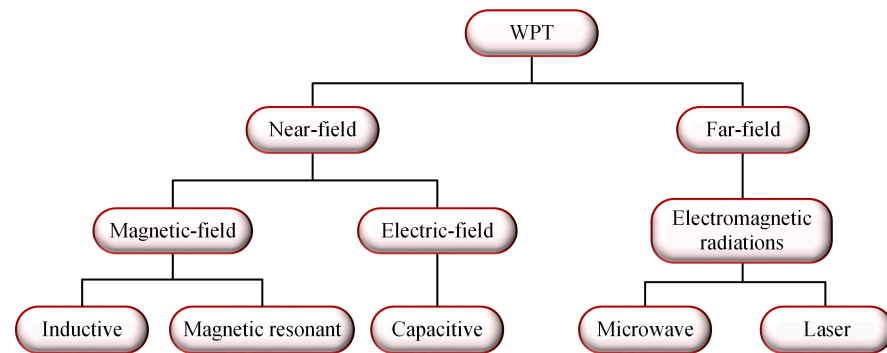 WPT
Near-field
Far-field
Magnetic-field
Electric-field
Electromagnetic
radiations
Inductive
Magnetic resonant
Capacitive
Microwave
Laser